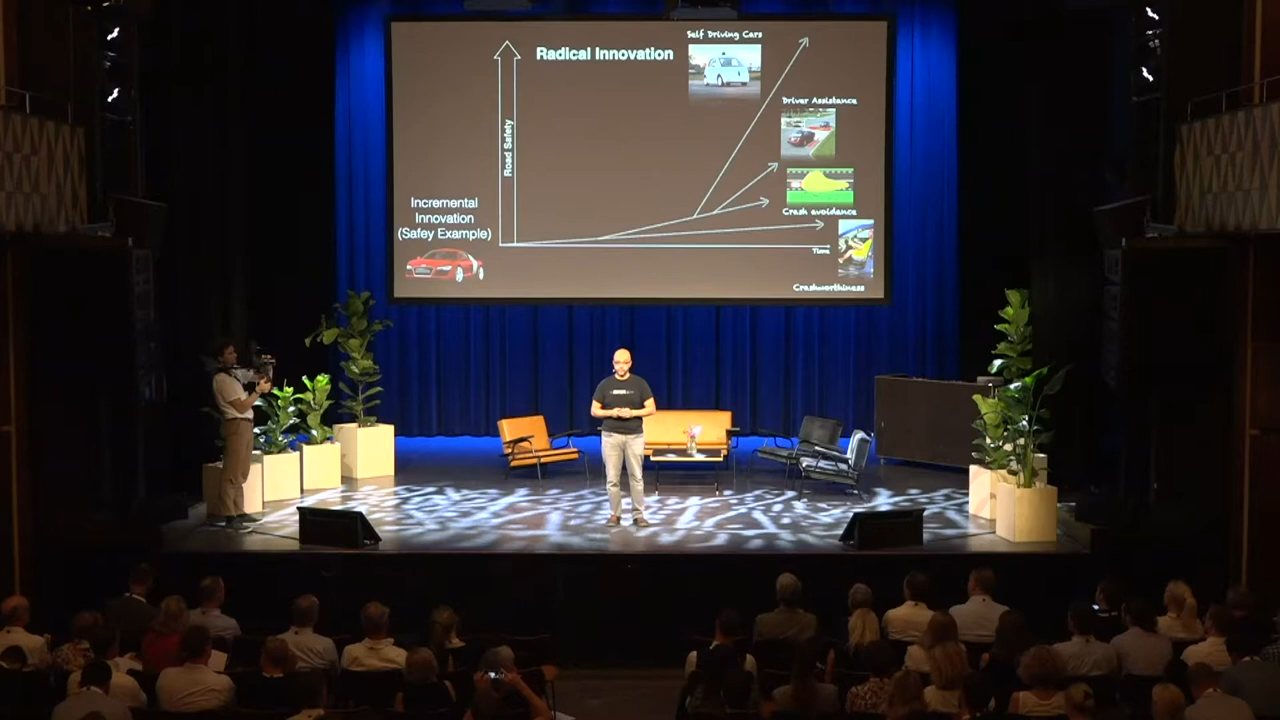 Self Driving Cars
Radical Innovation
Driver Assistance
Road Safety
Incremental
Innovation
(Safey Example)
Crash avoidance
Time
Crashworthiness